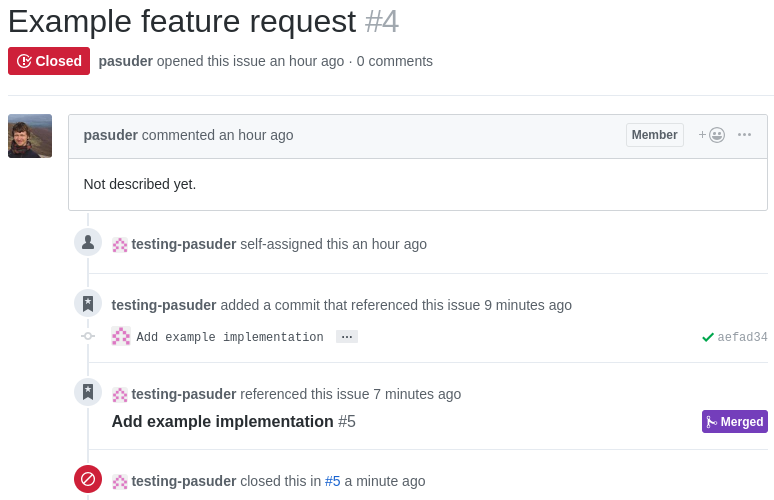 Example feature request #4
Closed pasuder opened this issue an hour ago · 0 comments
pasuder commented an hour ago Member + ···
Not described yet.
testing-pasuder self-assigned this an hour ago
testing-pasuder added a commit that referenced this issue 9 minutes ago
Add example implementation ··· aefad34
testing-pasuder referenced this issue 7 minutes ago
Add example implementation #5 Merged
testing-pasuder closed this in #5 a minute ago